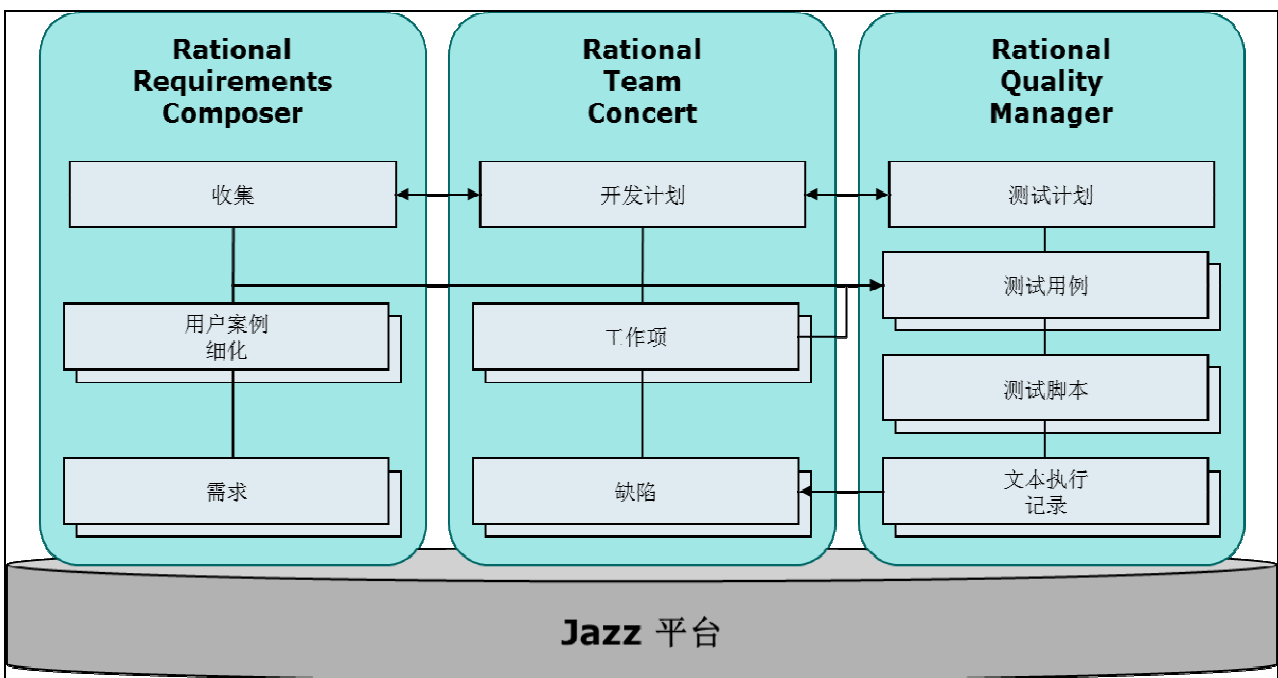 Rational
Requirements
Composer
收集
用户案例
细化
需求
Rational
Team
Concert
开发计划
工作项
缺陷
Rational
Quality
Manager
测试计划
测试用例
测试脚本
文本执行
记录
Jazz 平台